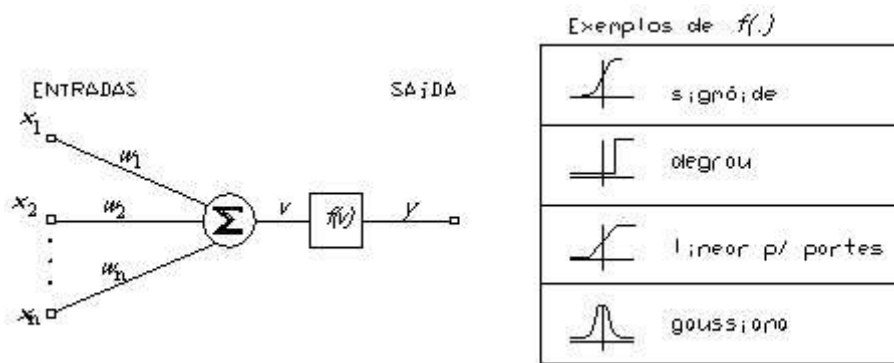 ENTRADAS
SAíDA
x1
w1
x2
w2
Σ
v
f(v)
y
wn
xn
Exemplos de f(.)
sigmóide
degrau
linear p/ partes
gaussiana